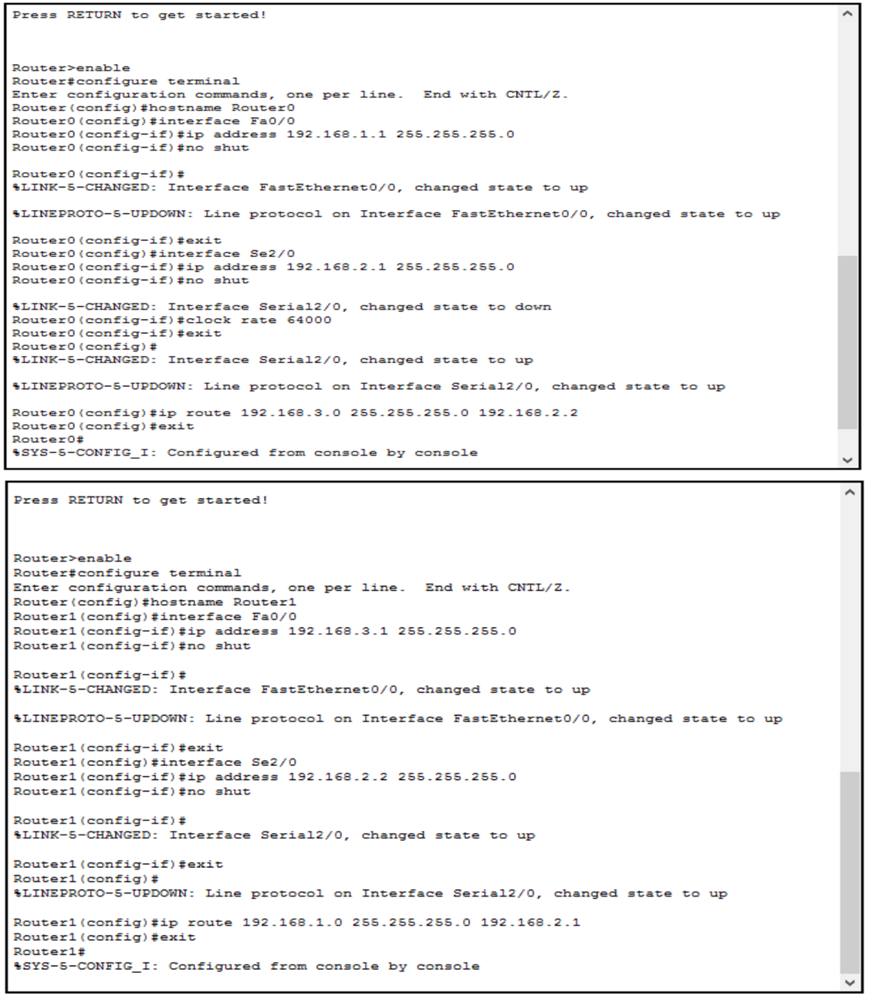 Press RETURN to get started!
Router>enable
Router#configure terminal
Enter configuration commands, one per line.  End with CNTL/Z.
Router(config)#hostname Router0
Router0(config)#interface Fa0/0
Router0(config-if)#ip address 192.168.1.1 255.255.255.0
Router0(config-if)#no shut
Router0(config-if)#
%LINK-5-CHANGED: Interface FastEthernet0/0, changed state to up
%LINEPROTO-5-UPDOWN: Line protocol on Interface FastEthernet0/0, changed state to up
Router0(config-if)#exit
Router0(config)#interface Se2/0
Router0(config-if)#ip address 192.168.2.1 255.255.255.0
Router0(config-if)#no shut
%LINK-5-CHANGED: Interface Serial2/0, changed state to down
Router0(config-if)#clock rate 64000
Router0(config-if)#exit
Router0(config)#
%LINK-5-CHANGED: Interface Serial2/0, changed state to up
%LINEPROTO-5-UPDOWN: Line protocol on Interface Serial2/0, changed state to up
Router0(config)#ip route 192.168.3.0 255.255.255.0 192.168.2.2
Router0(config)#exit
Router0#
%SYS-5-CONFIG_I: Configured from console by console
Press RETURN to get started!
Router>enable
Router#configure terminal
Enter configuration commands, one per line.  End with CNTL/Z.
Router(config)#hostname Router1
Router1(config)#interface Fa0/0
Router1(config-if)#ip address 192.168.3.1 255.255.255.0
Router1(config-if)#no shut
Router1(config-if)#
%LINK-5-CHANGED: Interface FastEthernet0/0, changed state to up
%LINEPROTO-5-UPDOWN: Line protocol on Interface FastEthernet0/0, changed state to up
Router1(config-if)#exit
Router1(config)#interface Se2/0
Router1(config-if)#ip address 192.168.2.2 255.255.255.0
Router1(config-if)#no shut
Router1(config-if)#
%LINK-5-CHANGED: Interface Serial2/0, changed state to up
Router1(config-if)#exit
Router1(config)#
%LINEPROTO-5-UPDOWN: Line protocol on Interface Serial2/0, changed state to up
Router1(config)#ip route 192.168.1.0 255.255.255.0 192.168.2.1
Router1(config)#exit
Router1#
%SYS-5-CONFIG_I: Configured from console by console